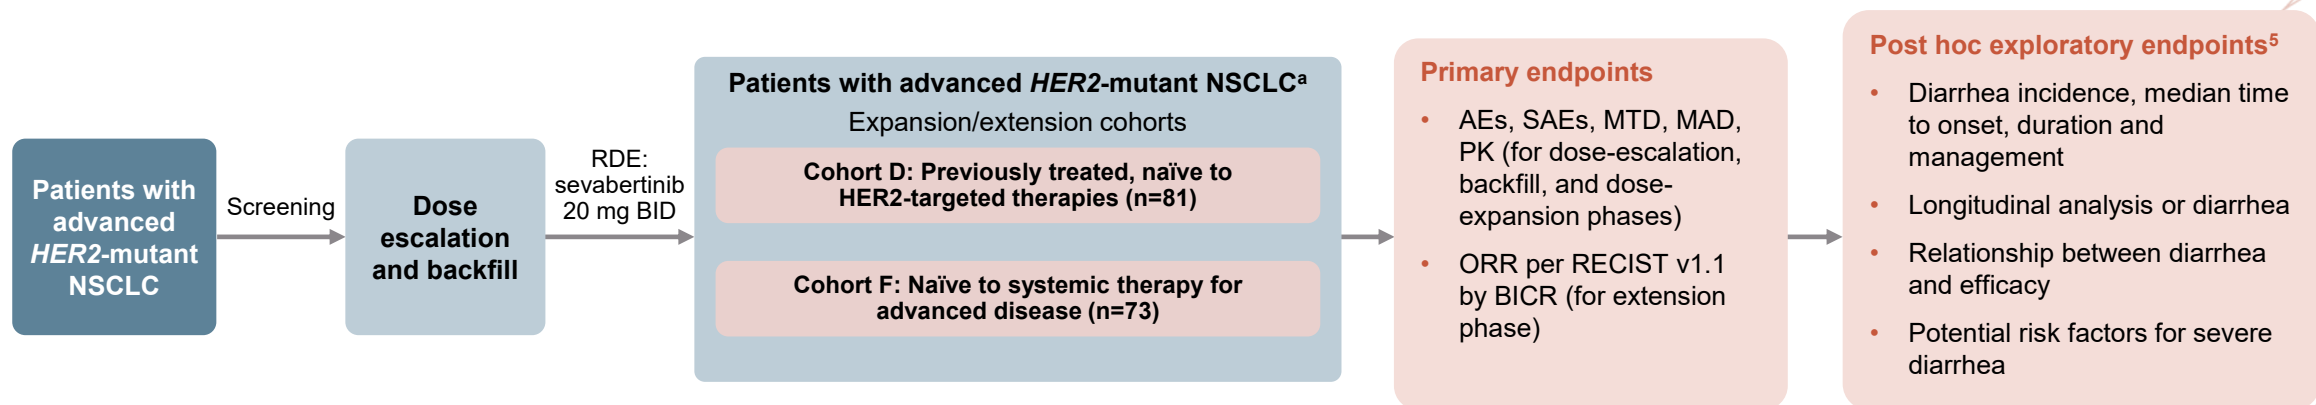 Patients with
advanced
HER2-mutant
NSCLC
Screening
Dose
escalation
and backfill
RDE:
sevabertinib
20 mg BID
Patients with advanced HER2-mutant NSCLCᵃ
Expansion/extension cohorts
Cohort D: Previously treated, naïve to
HER2-targeted therapies (n=81)
Cohort F: Naïve to systemic therapy for
advanced disease (n=73)
Primary endpoints
• AEs, SAEs, MTD, MAD,
PK (for dose-escalation,
backfill, and dose-
expansion phases)
• ORR per RECIST v1.1
by BICR (for extension
phase)
Post hoc exploratory endpoints⁵
• Diarrhea incidence, median time
to onset, duration and
management
• Longitudinal analysis or diarrhea
• Relationship between diarrhea
and efficacy
• Potential risk factors for severe
diarrhea